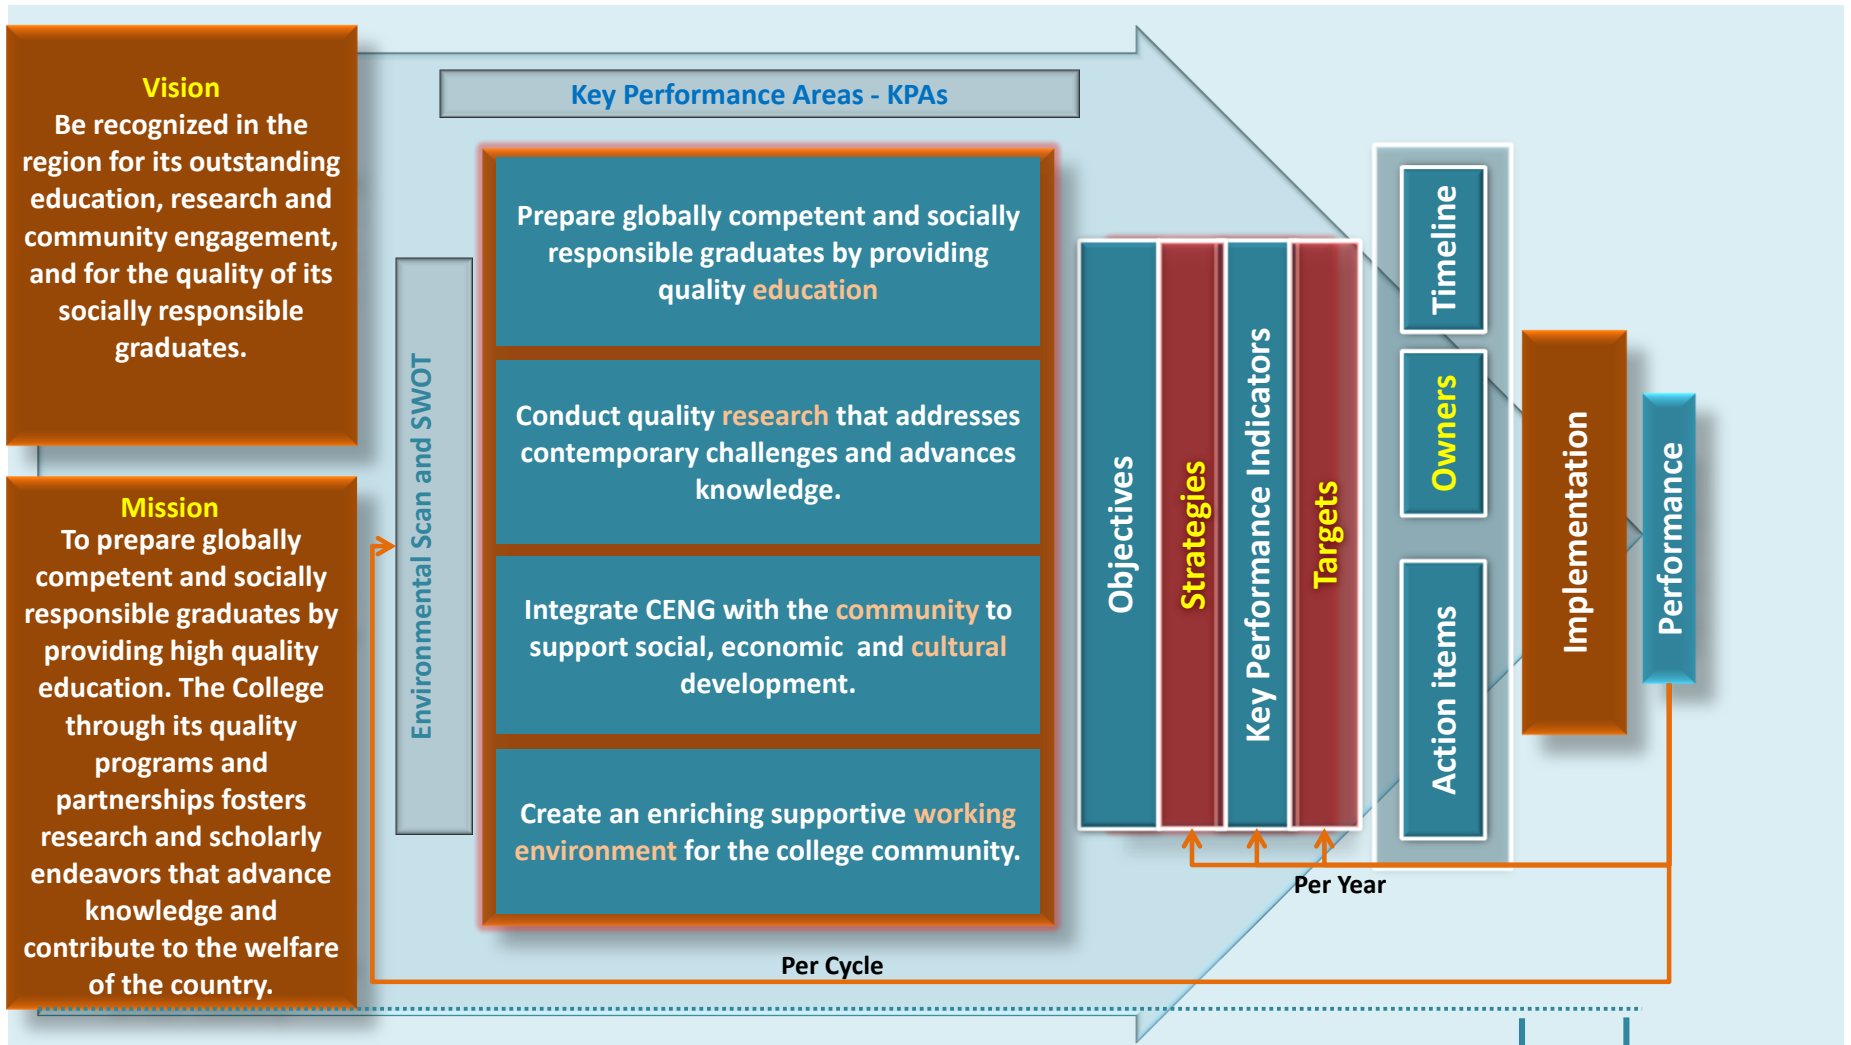 Vision
Be recognized in the
region for its outstanding
education, research and
community engagement,
and for the quality of its
socially responsible
graduates.
Mission
To prepare globally
competent and socially
responsible graduates by
providing high quality
education. The College
through its quality
programs and
partnerships fosters
research and scholarly
endeavors that advance
knowledge and
contribute to the welfare
of the country.
Environmental Scan and SWOT
Key Performance Areas - KPAs
Prepare globally competent and socially
responsible graduates by providing
quality education
Conduct quality research that addresses
contemporary challenges and advances
knowledge.
Integrate CENG with the community to
support social, economic  and cultural
development.
Create an enriching supportive working
environment for the college community.
Objectives
Strategies
Key Performance Indicators
Targets
Timeline
Owners
Action items
Implementation
Performance
Per Year
Per Cycle